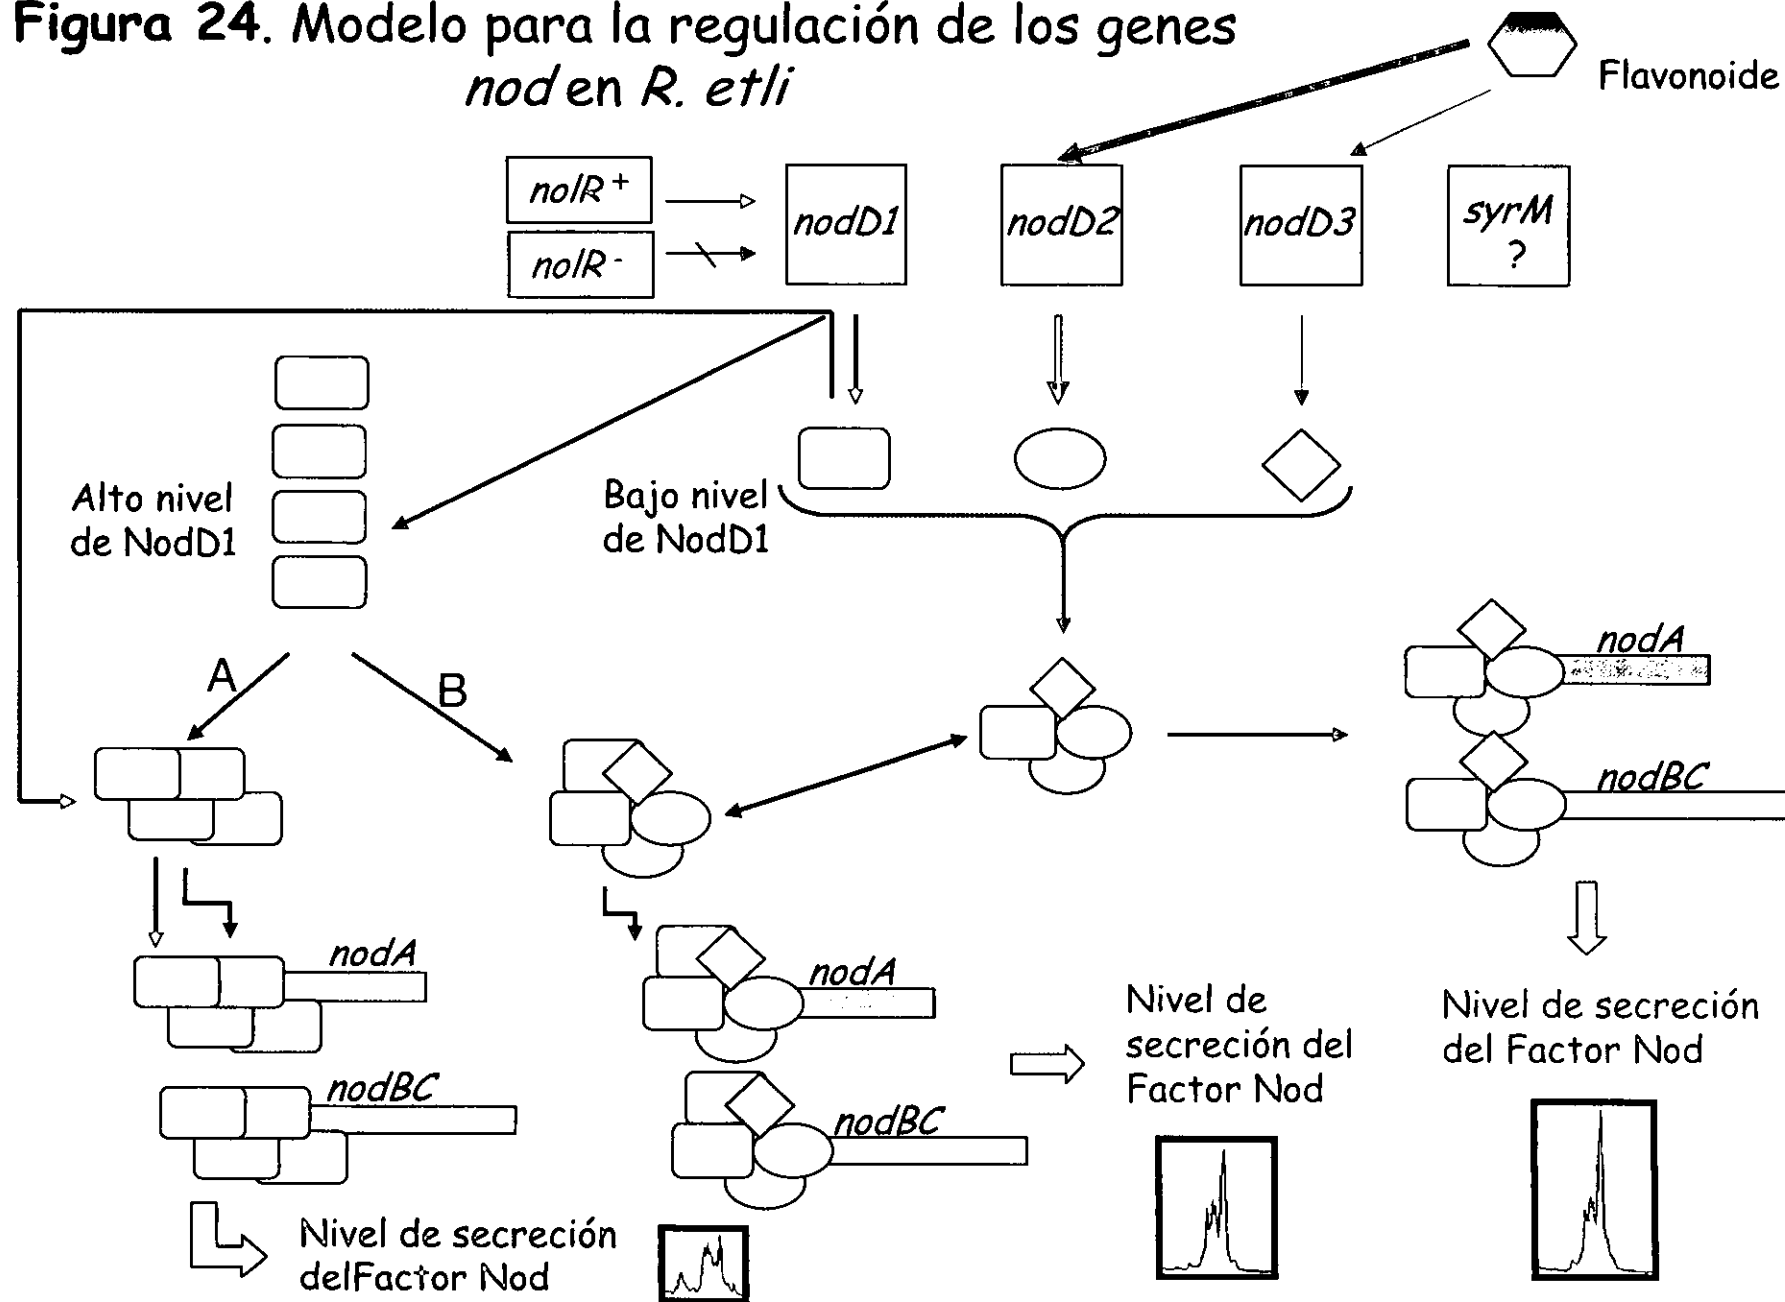 Figura 24. Modelo para la regulación de los genes
nod en R. etli
Flavonoide
nolR +
nolR -
nodD1
nodD2
nodD3
syrM
?
Alto nivel
de NodD1
Bajo nivel
de NodD1
A
B
nodA
nodBC
nodA
nodBC
nodA
nodBC
Nivel de
secreción del
Factor Nod
Nivel de secreción
del Factor Nod
Nivel de secreción
delFactor Nod